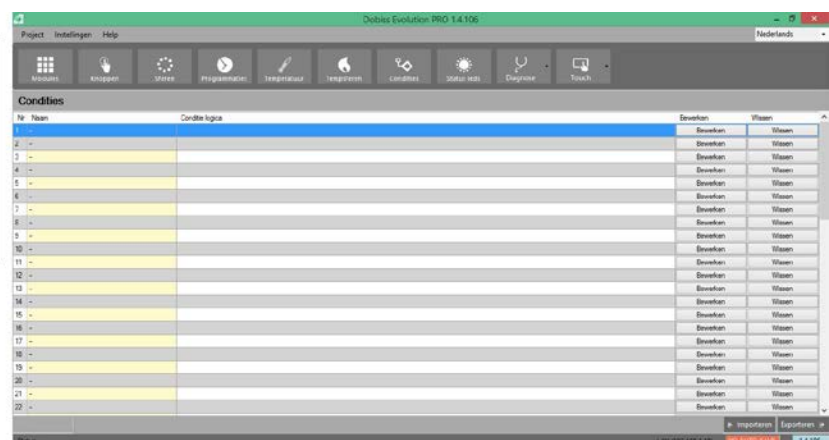 Dobiss Evolution PRO 1.4.106
Project Instellingen Help Nederlands
Modules Knoppen Sferen Programmaties Temperatuur Tempiseren Condities Status leds Diagnose Touch
Condities
Nr Naam Conditie logica Bewerken Wissen
1 - Bewerken Wissen
2 - Bewerken Wissen
3 - Bewerken Wissen
4 - Bewerken Wissen
5 - Bewerken Wissen
6 - Bewerken Wissen
7 - Bewerken Wissen
8 - Bewerken Wissen
9 - Bewerken Wissen
10 - Bewerken Wissen
11 - Bewerken Wissen
12 - Bewerken Wissen
13 - Bewerken Wissen
14 - Bewerken Wissen
15 - Bewerken Wissen
16 - Bewerken Wissen
17 - Bewerken Wissen
18 - Bewerken Wissen
19 - Bewerken Wissen
20 - Bewerken Wissen
21 - Bewerken Wissen
22 - Bewerken Wissen
Importeren Exporteren